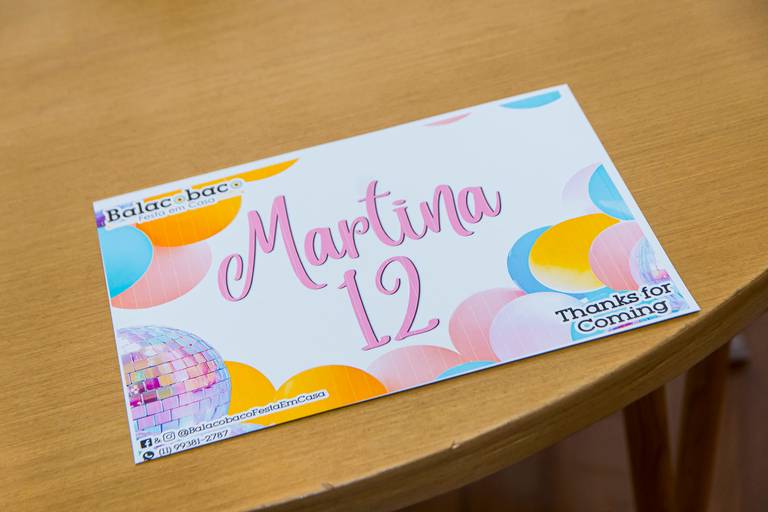 Balacobaco
Festa em Casa
Martina
12
Thanks for
Coming
& @BalacobacoFestaEmCasa
(11) 99381-2787